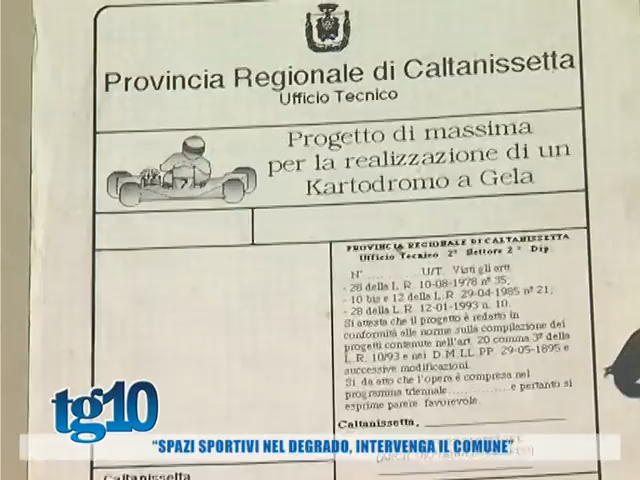 Provincia Regionale di Caltanissetta
Ufficio Tecnico
Progetto di massima
per la realizzazione di un
Kartodromo a Gela
PROVINCIA REGIONALE DI CALTANISSETTA
Ufficio Tecnico 2° Settore 2° Dip
N° ............ U/T. Visti gli artt.
- 28 della L. R. 10-08-1978 n° 35;
- 10 bis e 12 della L. R. 29-04-1985 n° 21;
- 28 della L. R. 12-01-1993 n. 10.
Si attesta che il progetto è redatto in
conformità alle norme sulla compilazione dei
progetti contenute nell'art. 20 comma 3° della
L. R. 10/93 e nei D.M.LL.PP. 29-05-1895 e
successive modificazioni.
Si da atto che l'opera è compresa nel
programma triennale ............ e pertanto si
esprime parere favorevole.
Caltanissetta,
tg10
"SPAZI SPORTIVI NEL DEGRADO, INTERVENGA IL COMUNE"
Caltanissetta